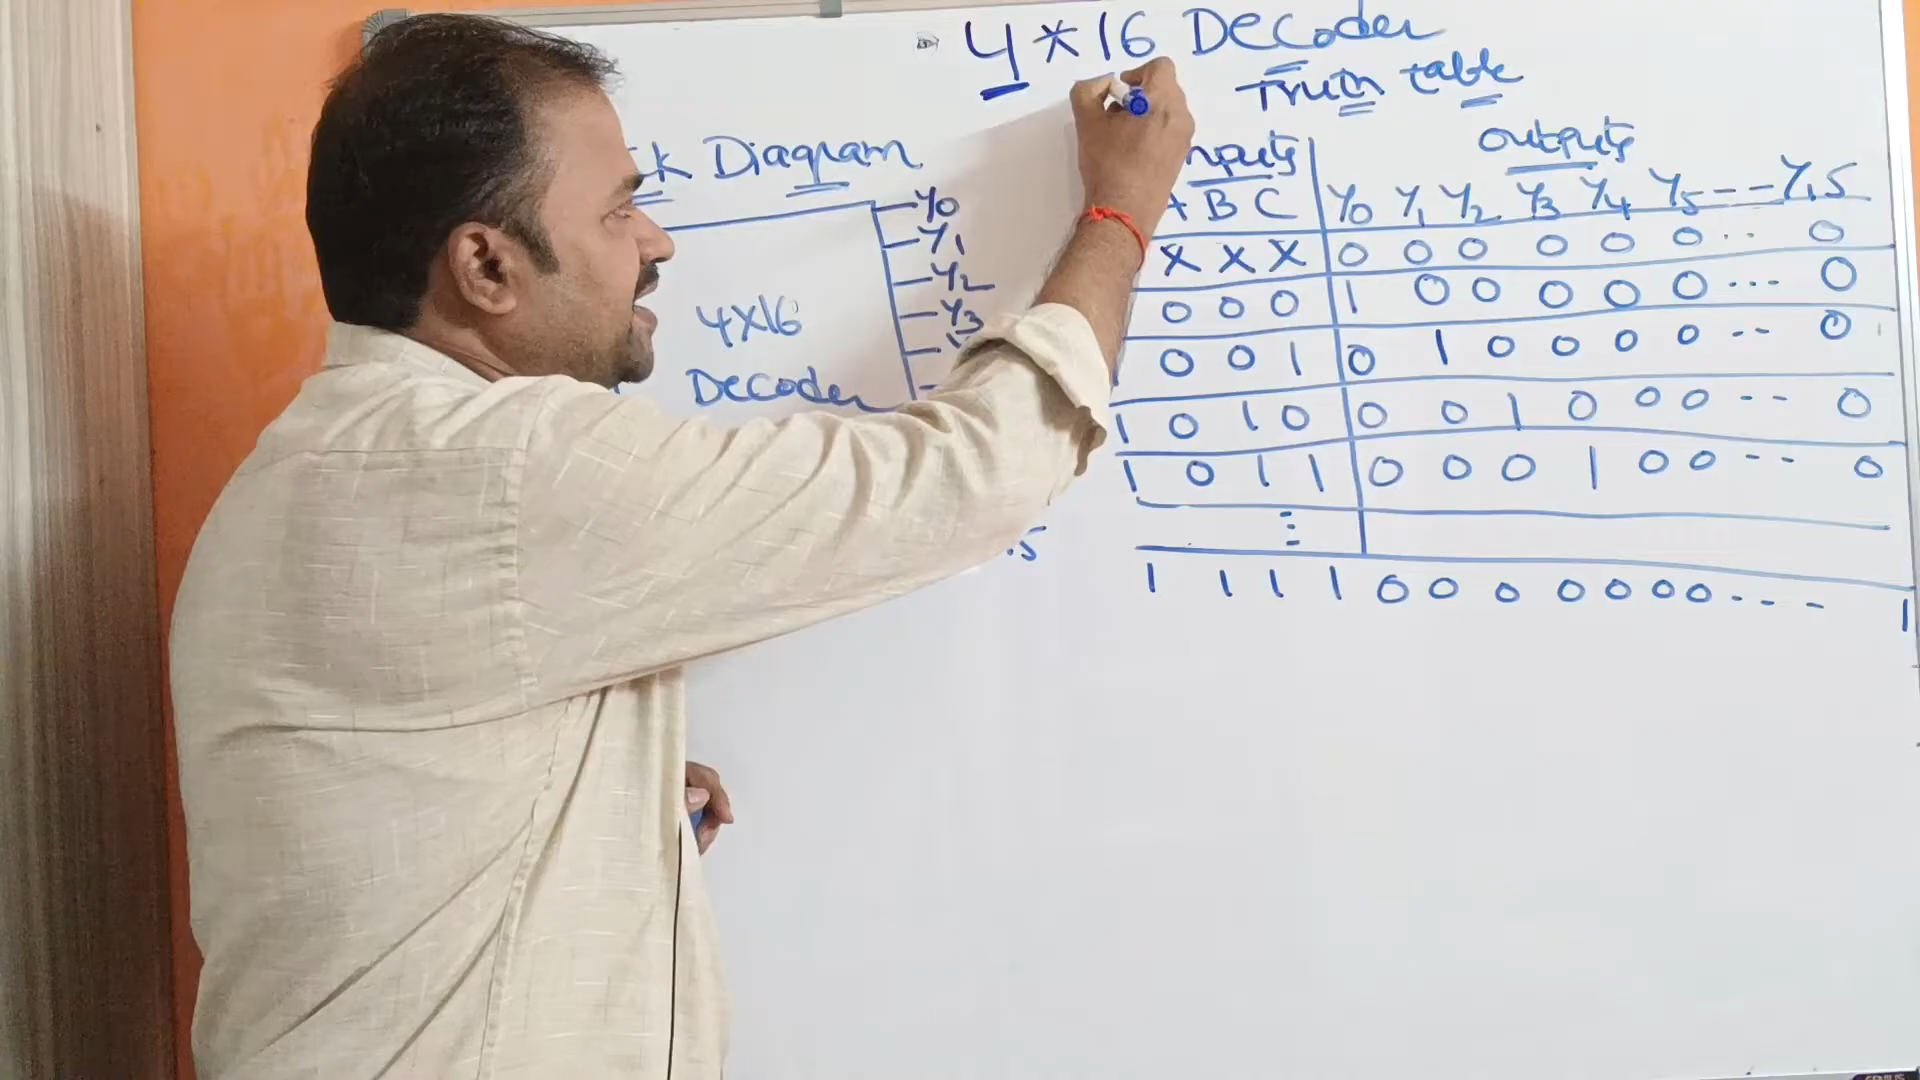 4 * 16 Decoder
Truth table
Diagram
outputs
B C Y0 Y1 Y2 Y3 Y4 Y5 - - - Y15
X X X 0 0 0 0 0 0 .. 0
0 0 0 1 0 0 0 0 0 ... 0
0 0 1 0 1 0 0 0 0 -- 0
1 0 1 0 0 0 1 0 0 0 -- 0
1 0 1 1 0 0 0 1 0 0 -- 0
1 1 1 1 0 0 0 0 0 0 0 - - - 1
Y0
Y1
Y2
Y3
4X16
Decoder